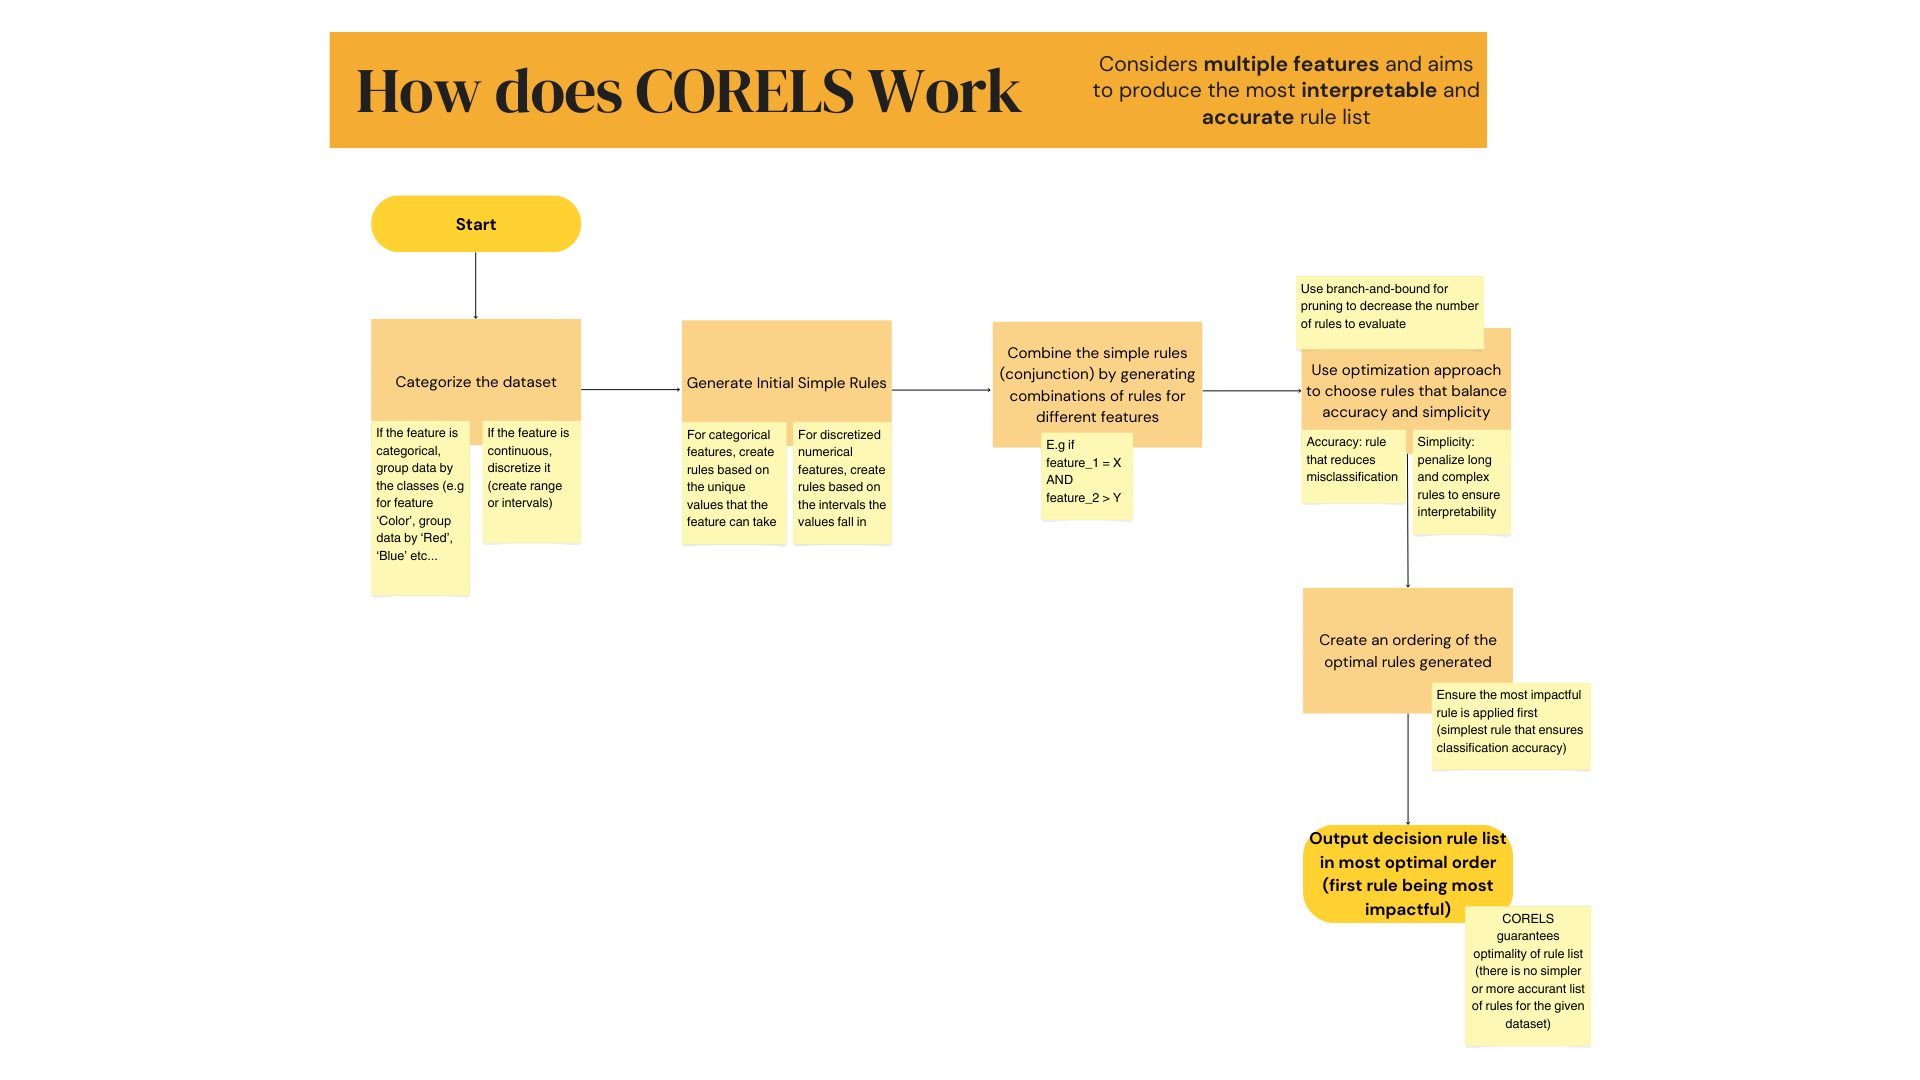 How does CORELS Work
Considers multiple features and aims
to produce the most interpretable and
accurate rule list
Start
Categorize the dataset
If the feature is
categorical,
group data by
the classes (e.g
for feature
‘Color’, group
data by ‘Red’,
‘Blue’ etc...
If the feature is
continuous,
discretize it
(create range
or intervals)
Generate Initial Simple Rules
For categorical
features, create
rules based on
the unique
values that the
feature can take
For discretized
numerical
features, create
rules based on
the intervals the
values fall in
Combine the simple rules
(conjunction) by generating
combinations of rules for
different features
E.g if
feature_1 = X
AND
feature_2 > Y
Use branch-and-bound for
pruning to decrease the number
of rules to evaluate
Use optimization approach
to choose rules that balance
accuracy and simplicity
Accuracy: rule
that reduces
misclassification
Simplicity:
penalize long
and complex
rules to ensure
interpretability
Create an ordering of the
optimal rules generated
Ensure the most impactful
rule is applied first
(simplest rule that ensures
classification accuracy)
Output decision rule list
in most optimal order
(first rule being most
impactful)
CORELS
guarantees
optimality of rule list
(there is no simpler
or more accurant list
of rules for the given
dataset)